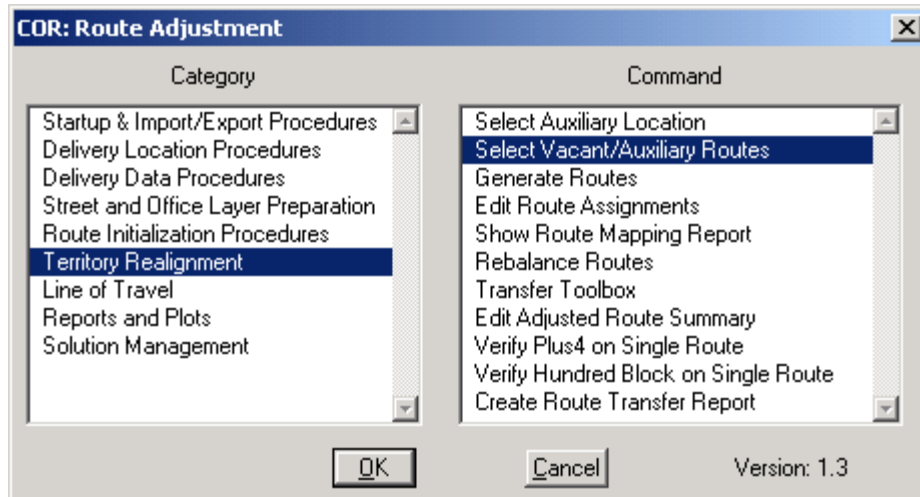 COR: Route Adjustment
Category
Command
Startup & Import/Export Procedures
Delivery Location Procedures
Delivery Data Procedures
Street and Office Layer Preparation
Route Initialization Procedures
Territory Realignment
Line of Travel
Reports and Plots
Solution Management
Select Auxiliary Location
Select Vacant/Auxiliary Routes
Generate Routes
Edit Route Assignments
Show Route Mapping Report
Rebalance Routes
Transfer Toolbox
Edit Adjusted Route Summary
Verify Plus4 on Single Route
Verify Hundred Block on Single Route
Create Route Transfer Report
OK
Cancel
Version: 1.3